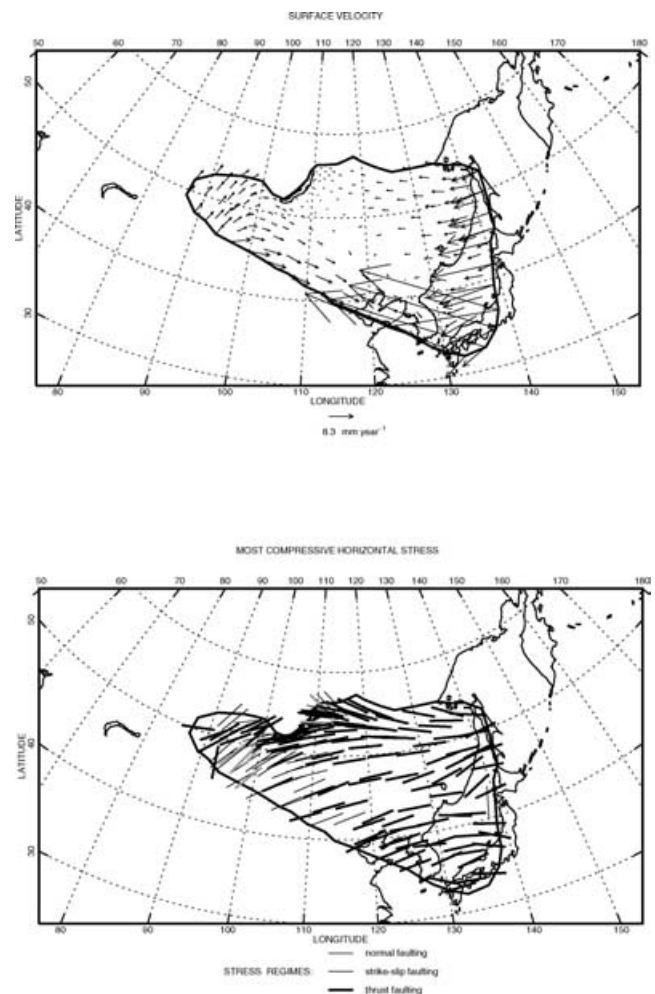 SURFACE VELOCITY
50 60 70 80 90 100 110 120 130 140 150 160 170 180
50
40
30
LATITUDE
80 90 100 110 120 130 140 150
LONGITUDE
8.3 mm year⁻¹
MOST COMPRESSIVE HORIZONTAL STRESS
50 60 70 80 90 100 110 120 130 140 150 160 170 180
50
40
30
LATITUDE
80 90 100 110 120 130 140 150
LONGITUDE
normal faulting
STRESS REGIMES: strike-slip faulting
thrust faulting